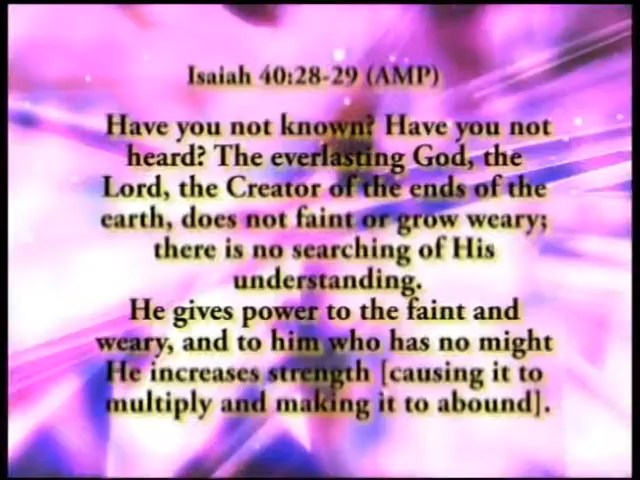 Isaiah 40:28-29 (AMP)
Have you not known? Have you not
heard? The everlasting God, the
Lord, the Creator of the ends of the
earth, does not faint or grow weary;
there is no searching of His
understanding.
He gives power to the faint and
weary, and to him who has no might
He increases strength [causing it to
multiply and making it to abound].